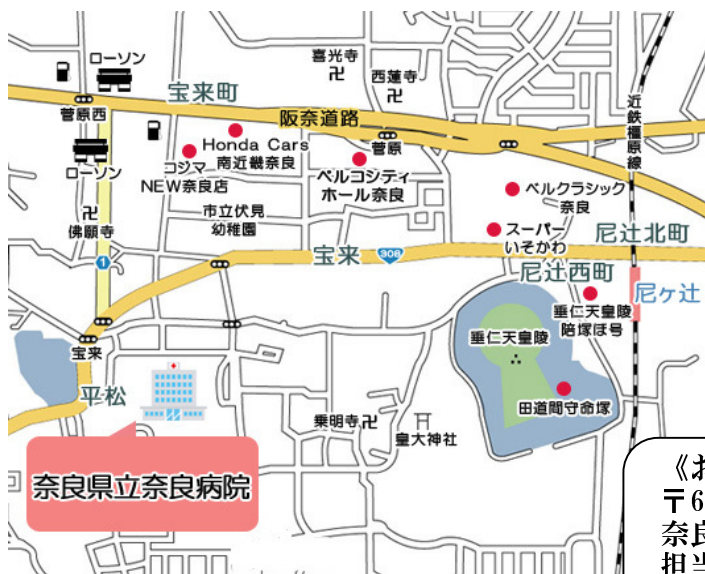 ローソン
喜光寺
西蓮寺
宝来町
近鉄橿原線
菅原西
阪奈道路
Honda Cars
南近畿奈良
菅原
ローソン
コジマ
NEW奈良店
ベルコシティ
ホール奈良
ベルクラシック
奈良
佛願寺
市立伏見
幼稚園
スーパー
いそかわ
尼辻北町
宝来
308
1
尼辻西町
尼ヶ辻
垂仁天皇陵
陪塚ほ号
垂仁天皇陵
宝来
平松
田道間守命塚
乗明寺
皇大神社
奈良県立奈良病院
《お
〒6
奈良
担当